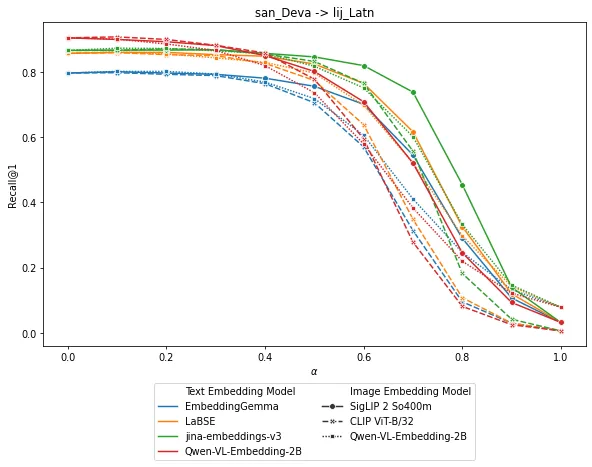 san_Deva -> lij_Latn
Recall@1
0.8
0.6
0.4
0.2
0.0
0.0 0.2 0.4 0.6 0.8 1.0
α
Text Embedding Model
EmbeddingGemma
LaBSE
jina-embeddings-v3
Qwen-VL-Embedding-2B
Image Embedding Model
SigLIP 2 So400m
CLIP ViT-B/32
Qwen-VL-Embedding-2B